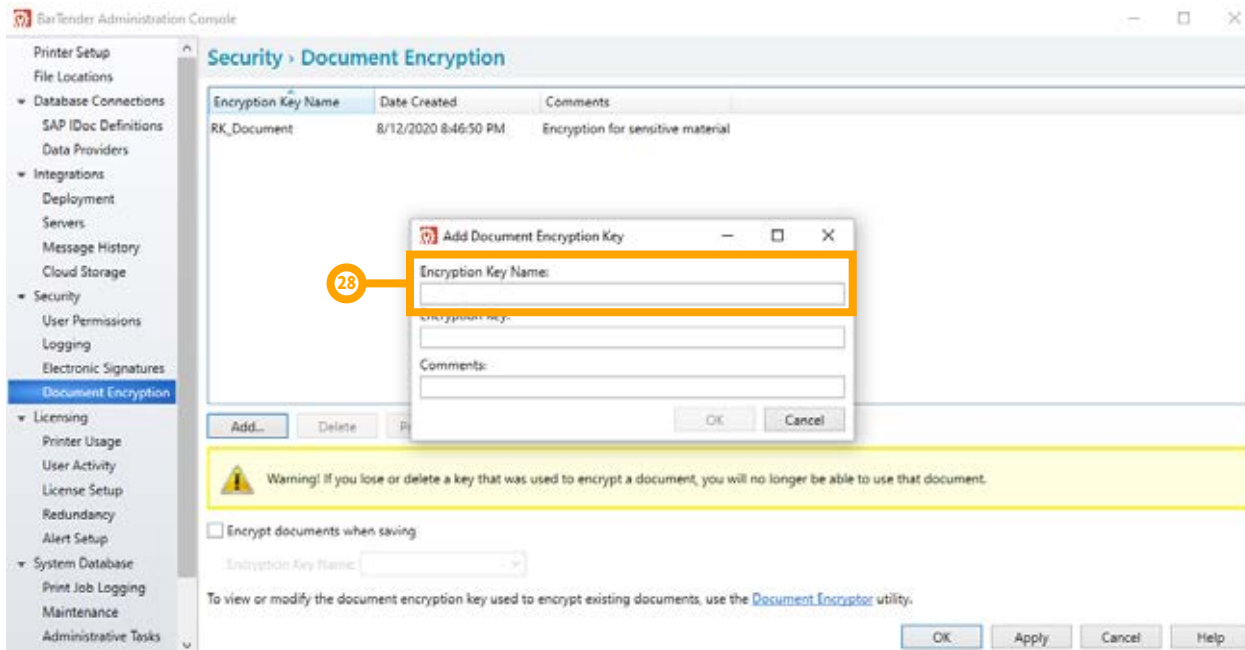 BarTender Administration Console
Printer Setup
File Locations
Database Connections
SAP IDoc Definitions
Data Providers
Integrations
Deployment
Servers
Message History
Cloud Storage
Security
User Permissions
Logging
Electronic Signatures
Document Encryption
Licensing
Printer Usage
User Activity
License Setup
Redundancy
Alert Setup
System Database
Print Job Logging
Maintenance
Administrative Tasks
Security › Document Encryption
Encryption Key Name Date Created Comments
RK_Document 8/12/2020 8:46:50 PM Encryption for sensitive material
Add Document Encryption Key
28
Encryption Key Name:
Encryption Key:
Comments:
OK Cancel
Add... Delete
Warning! If you lose or delete a key that was used to encrypt a document, you will no longer be able to use that document.
Encrypt documents when saving
Encryption Key Name:
To view or modify the document encryption key used to encrypt existing documents, use the Document Encryptor utility.
OK Apply Cancel Help